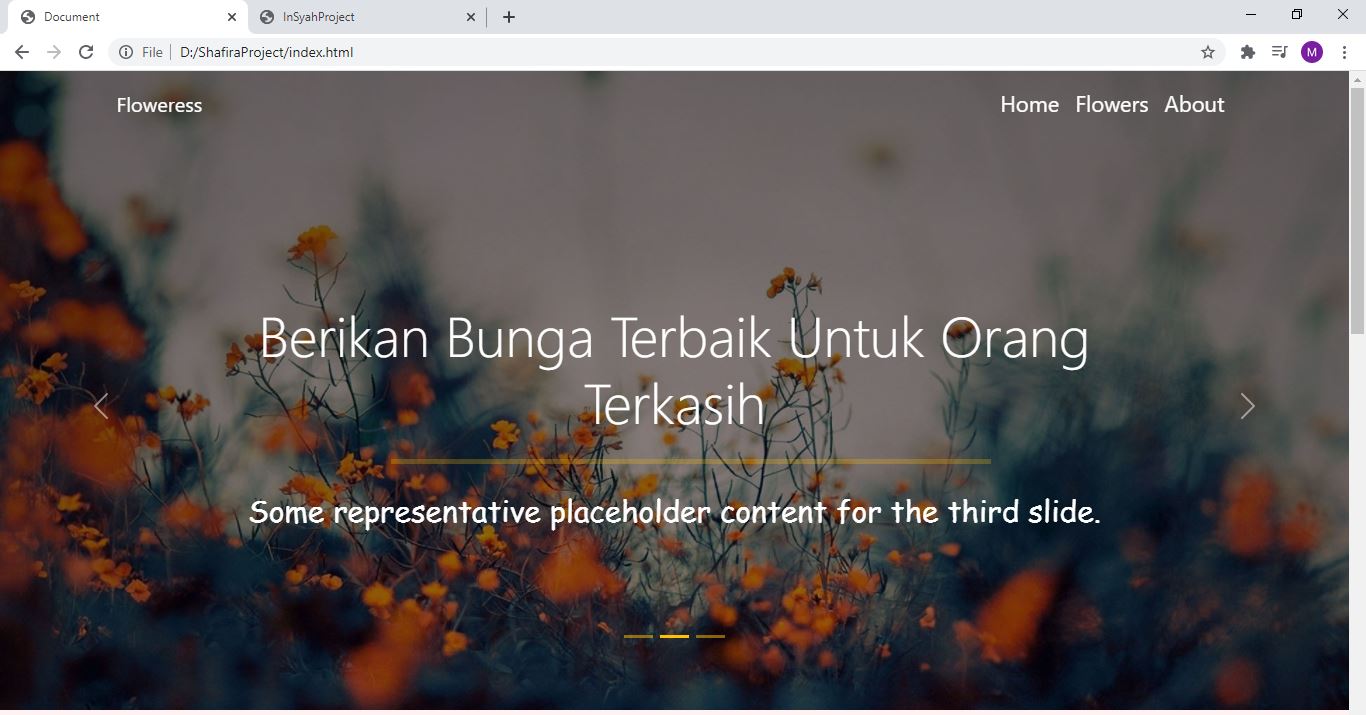 Document
InSyahProject
File
D:/ShafiraProject/index.html
M
Floweress
Home Flowers About
Berikan Bunga Terbaik Untuk Orang
Terkasih
Some representative placeholder content for the third slide.